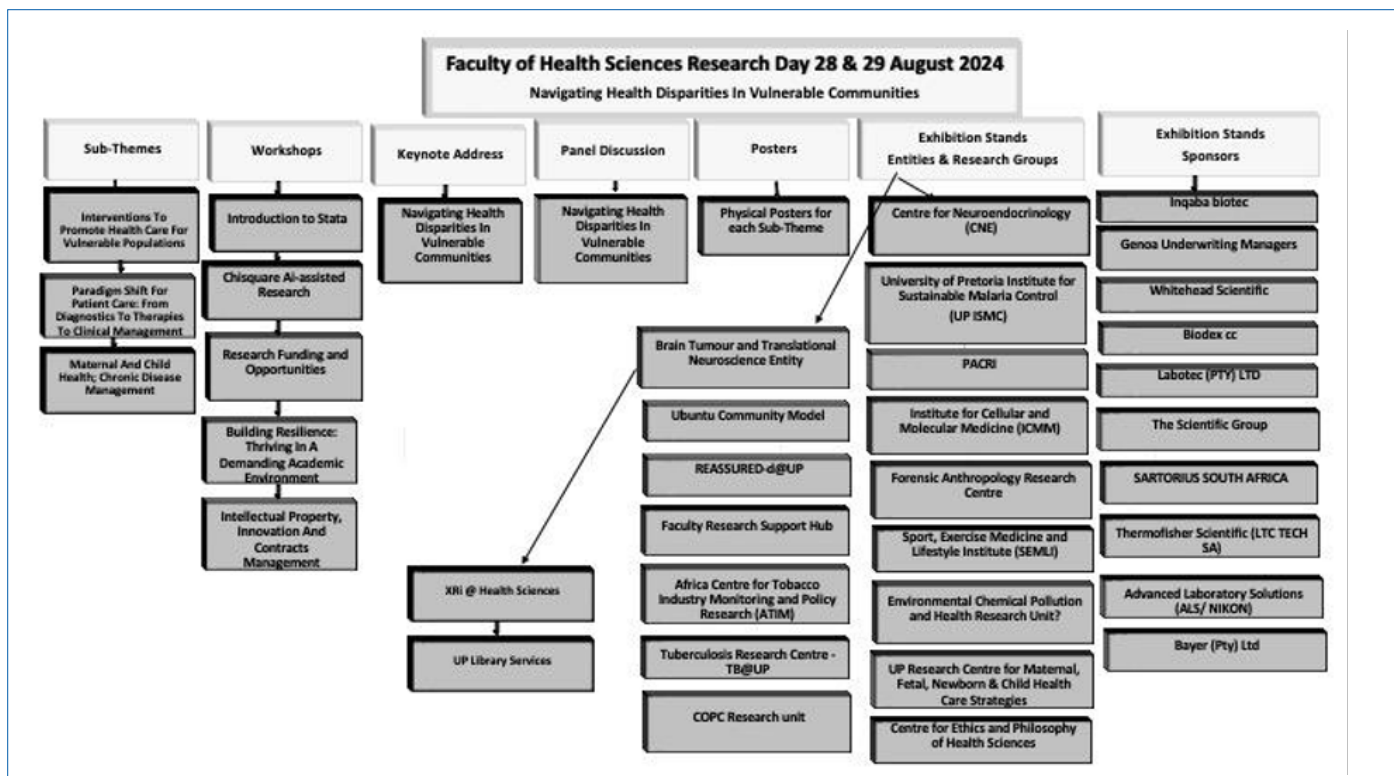 Faculty of Health Sciences Research Day 28 & 29 August 2024
Navigating Health Disparities In Vulnerable Communities
Sub-Themes
Interventions To
Promote Health Care For
Vulnerable Populations
Paradigm Shift For
Patient Care: From
Diagnostics To Therapies
To Clinical Management
Maternal And Child
Health; Chronic Disease
Management
Workshops
Introduction to Stata
Chisquare Ai-assisted
Research
Research Funding and
Opportunities
Building Resilience:
Thriving In A
Demanding Academic
Environment
Intellectual Property,
Innovation And
Contracts
Management
Keynote Address
Navigating Health
Disparities In
Vulnerable
Communities
Panel Discussion
Navigating Health
Disparities In
Vulnerable
Communities
Posters
Physical Posters for
each Sub-Theme
Exhibition Stands
Entities & Research Groups
Centre for Neuroendocrinology
(CNE)
University of Pretoria Institute for
Sustainable Malaria Control
(UP ISMC)
PACRI
Institute for Cellular and
Molecular Medicine (ICMM)
Forensic Anthropology Research
Centre
Sport, Exercise Medicine and
Lifestyle Institute (SEMLI)
Environmental Chemical Pollution
and Health Research Unit?
UP Research Centre for Maternal,
Fetal, Newborn & Child Health
Care Strategies
Centre for Ethics and Philosophy
of Health Sciences
Brain Tumour and Translational
Neuroscience Entity
Ubuntu Community Model
REASSURED-d@UP
Faculty Research Support Hub
Africa Centre for Tobacco
Industry Monitoring and Policy
Research (ATIM)
Tuberculosis Research Centre -
TB@UP
COPC Research unit
XRi @ Health Sciences
UP Library Services
Exhibition Stands
Sponsors
Inqaba biotec
Genoa Underwriting Managers
Whitehead Scientific
Biodex cc
Labotec (PTY) LTD
The Scientific Group
SARTORIUS SOUTH AFRICA
Thermofisher Scientific (LTC TECH
SA)
Advanced Laboratory Solutions
(ALS/ NIKON)
Bayer (Pty) Ltd